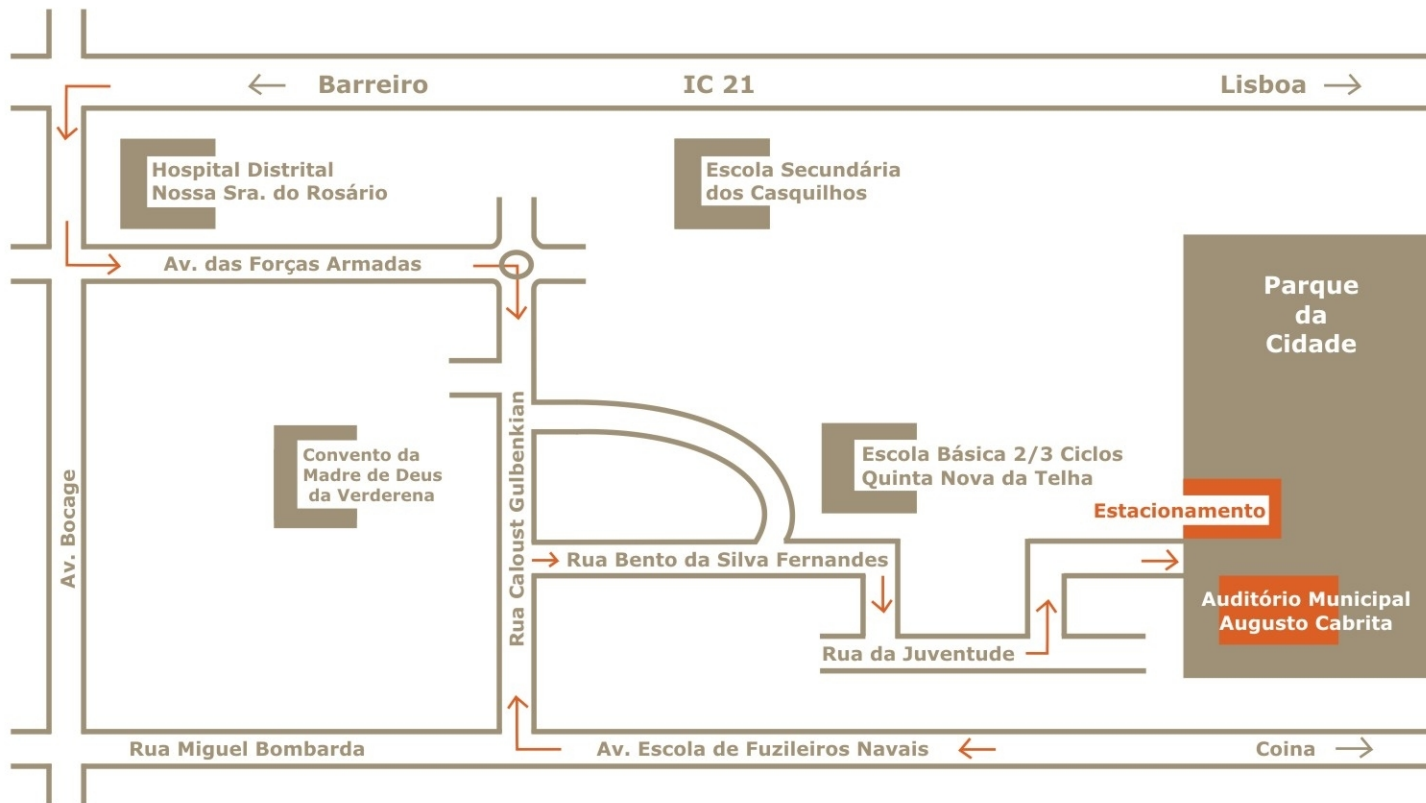 Barreiro
IC 21
Lisboa
Hospital Distrital
Nossa Sra. do Rosário
Escola Secundária
dos Casquilhos
Av. das Forças Armadas
Parque
da
Cidade
Convento da
Madre de Deus
da Verderena
Rua Caloust Gulbenkian
Escola Básica 2/3 Ciclos
Quinta Nova da Telha
Av. Bocage
Estacionamento
Rua Bento da Silva Fernandes
Auditório Municipal
Augusto Cabrita
Rua da Juventude
Rua Miguel Bombarda
Av. Escola de Fuzileiros Navais
Coina